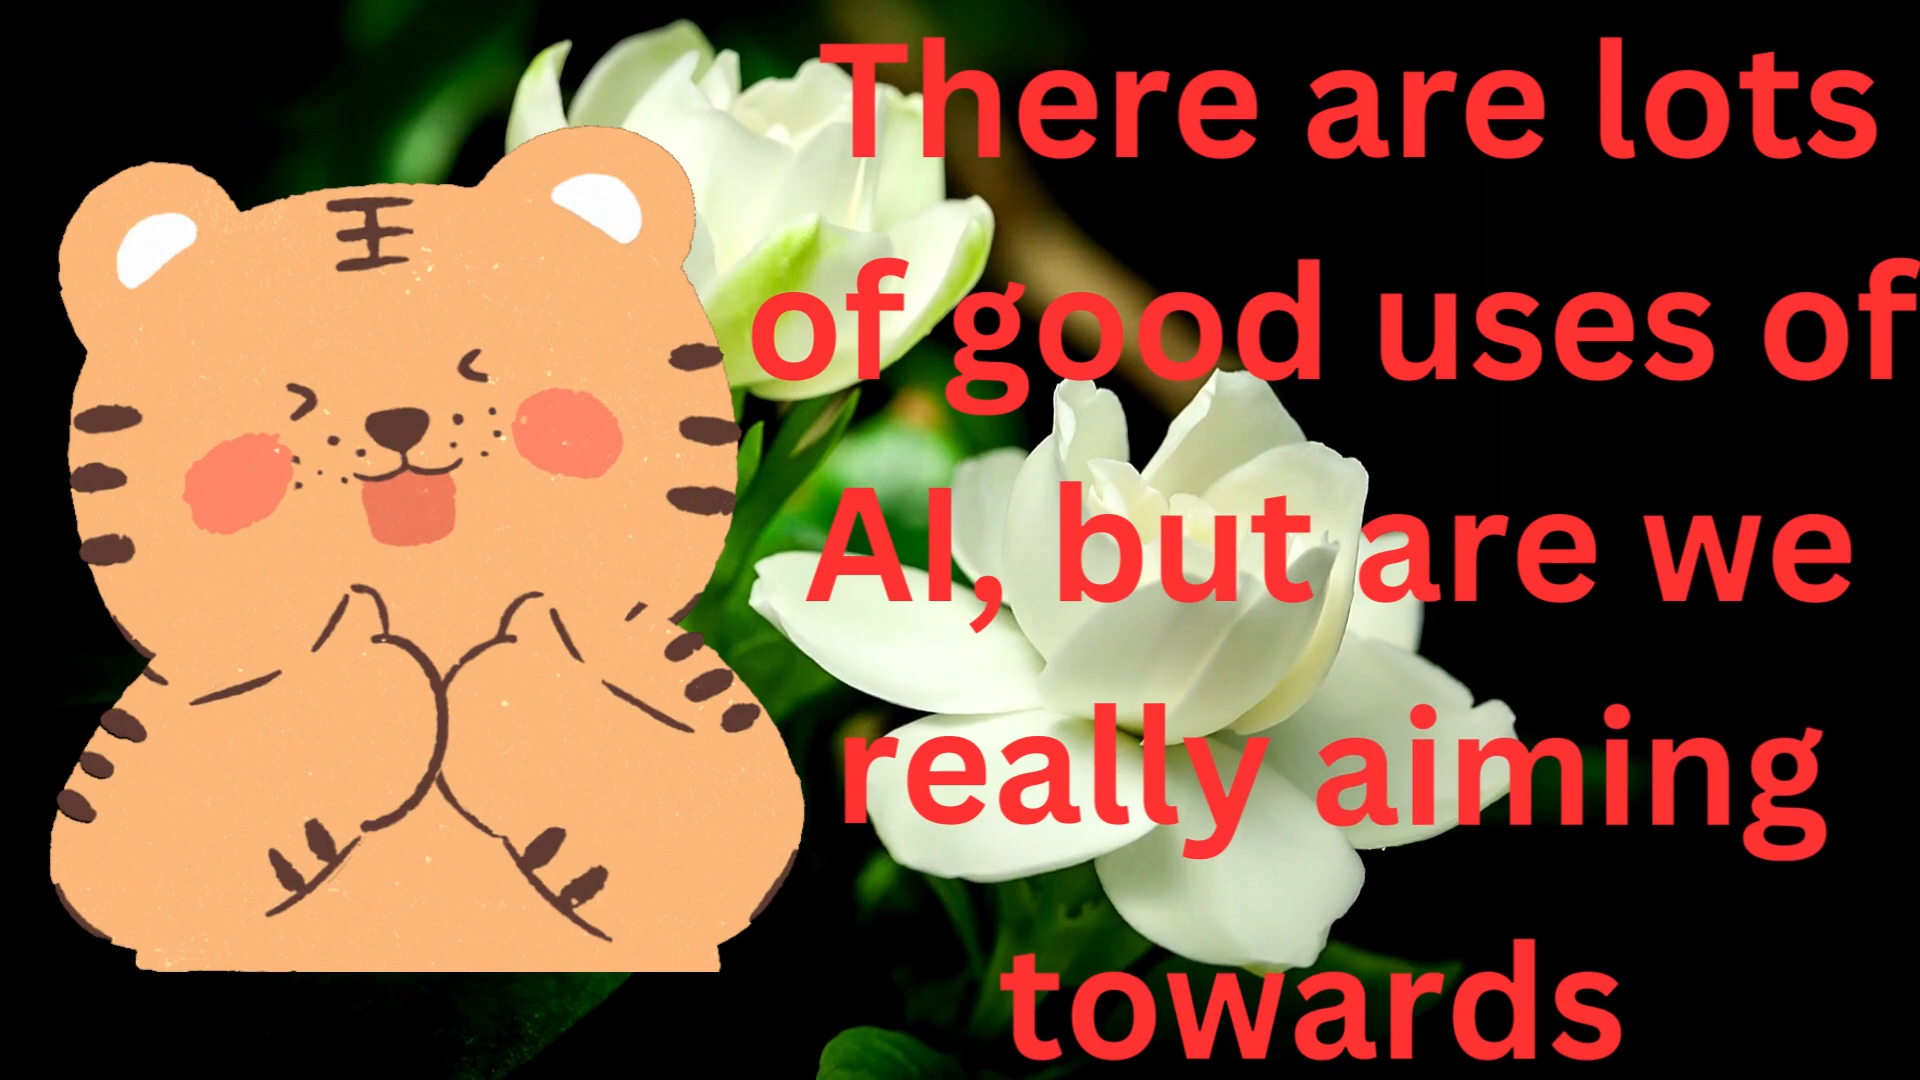 There are lots
of good uses of
AI, but are we
really aiming
towards